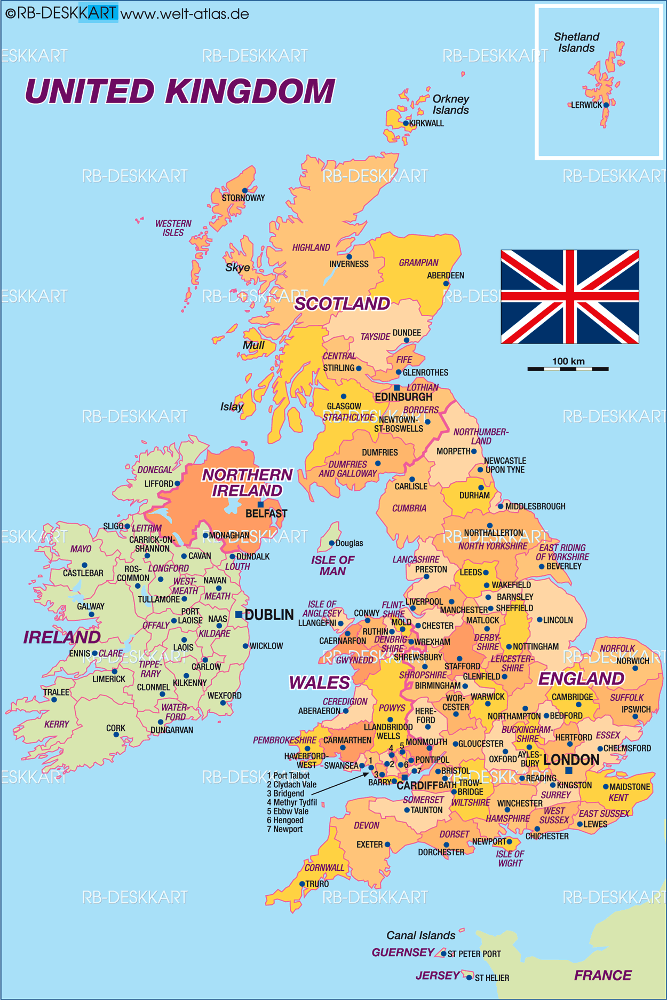 ©RB-DESKKART www.welt-atlas.de
UNITED KINGDOM
Shetland
Islands
LERWICK
Orkney
Islands
KIRKWALL
STORNOWAY
WESTERN
ISLES
HIGHLAND
INVERNESS
GRAMPIAN
ABERDEEN
Skye
SCOTLAND
TAYSIDE
DUNDEE
Mull
CENTRAL
STIRLING
FIFE
GLENROTHES
100 km
LOTHIAN
EDINBURGH
Islay
GLASGOW
STRATHCLYDE
BORDERS
NEWTOWN-
ST-BOSWELLS
NORTHUMBER-
LAND
MORPETH
DUMFRIES
DUMFRIES
AND GALLOWAY
NEWCASTLE
UPON TYNE
CARLISLE
DURHAM
CUMBRIA
MIDDLESBROUGH
DONEGAL
LIFFORD
NORTHERN
IRELAND
BELFAST
SLIGO
LEITRIM
CARRICK-ON-
SHANNON
MONAGHAN
MAYO
CAVAN
DUNDALK
LOUTH
CASTLEBAR
ROS-
COMMON
LONGFORD
WEST-
MEATH
NAVAN
MEATH
TULLAMORE
GALWAY
PORT
LAOISE
OFFALY
NAAS
KILDARE
DUBLIN
IRELAND
ENNIS
CLARE
LAOIS
WICKLOW
TIPPE-
RARY
CARLOW
LIMERICK
KILKENNY
CLONMEL
TRALEE
WEXFORD
WATER-
FORD
KERRY
CORK
DUNGARVAN
Douglas
ISLE OF
MAN
NORTHALLERTON
NORTH YORKSHIRE
EAST RIDING
OF YORKSHIRE
BEVERLEY
LANCASHIRE
PRESTON
LEEDS
WAKEFIELD
BARNSLEY
LIVERPOOL
MANCHESTER
SHEFFIELD
ISLE OF
ANGLESEY
LLANGEFNI
CONWY
FLINT-
SHIRE
MOLD
CHESTER
MATLOCK
LINCOLN
CAERNARFON
RUTHIN
DENBRIG-
SHIRE
WREXHAM
DERBY-
SHIRE
NOTTINGHAM
GWYNEDD
SHREWSBURY
STAFFORD
LEICESTER-
SHIRE
NORFOLK
NORWICH
SHROPSHIRE
GLENFIELD
WALES
BIRMINGHAM
ENGLAND
CEREDIGION
ABERAERON
POWYS
WOR-
CESTER
WARWICK
CAMBRIDGE
SUFFOLK
IPSWICH
HERE-
FORD
NORTHAMPTON
BEDFORD
LLANDBRIDOD
WELLS
BUCKINGHAM-
SHIRE
HERTFORD
ESSEX
PEMBROKESHIRE
CARMARTHEN
MONMOUTH
GLOUCESTER
CHELMSFORD
HAVERFORD-
WEST
SWANSEA
1
2
3
4
5
6
7
PONTIPOL
OXFORD
AYLES-
BURY
LONDON
BARRY
CARDIFF
BRISTOL
BATH
TROW-
BRIDGE
READING
KINGSTON
MAIDSTONE
1 Port Talbot
2 Clydach Vale
3 Bridgend
4 Methyr Tydfil
5 Ebbw Vale
6 Hengoed
7 Newport
SOMERSET
TAUNTON
WILTSHIRE
WINCHESTER
HAMSPHIRE
SURREY
KENT
WEST
SUSSEX
EAST SUSSEX
LEWES
CHICHESTER
DEVON
EXETER
DORSET
DORCHESTER
NEWPORT
ISLE OF
WIGHT
CORNWALL
TRURO
Canal Islands
GUERNSEY
ST PETER PORT
JERSEY
ST HELIER
FRANCE